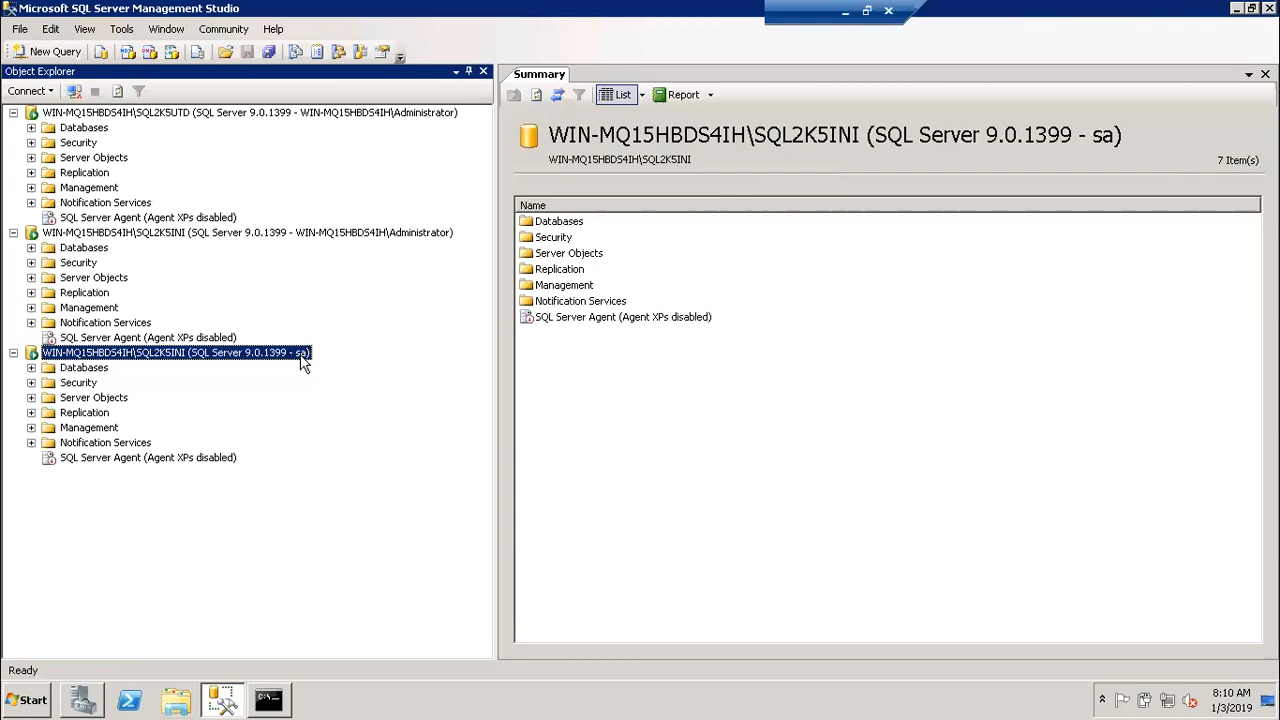 Microsoft SQL Server Management Studio
File Edit View Tools Window Community Help
New Query
Object Explorer
Connect
WIN-MQ15HBDS4IH\SQL2K5UTD (SQL Server 9.0.1399 - WIN-MQ15HBDS4IH\Administrator)
Databases
Security
Server Objects
Replication
Management
Notification Services
SQL Server Agent (Agent XPs disabled)
WIN-MQ15HBDS4IH\SQL2K5INI (SQL Server 9.0.1399 - WIN-MQ15HBDS4IH\Administrator)
Databases
Security
Server Objects
Replication
Management
Notification Services
SQL Server Agent (Agent XPs disabled)
WIN-MQ15HBDS4IH\SQL2K5INI (SQL Server 9.0.1399 - sa)
Databases
Security
Server Objects
Replication
Management
Notification Services
SQL Server Agent (Agent XPs disabled)
Summary
List Report
WIN-MQ15HBDS4IH\SQL2K5INI (SQL Server 9.0.1399 - sa)
WIN-MQ15HBDS4IH\SQL2K5INI 7 Item(s)
Name
Databases
Security
Server Objects
Replication
Management
Notification Services
SQL Server Agent (Agent XPs disabled)
Ready
Start
8:10 AM
1/3/2019